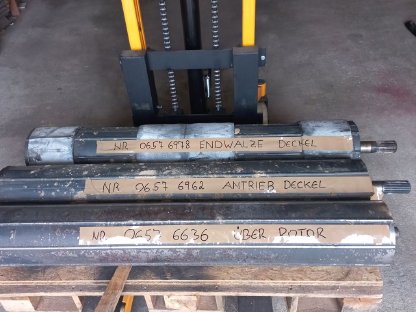 NR 0657 6978 ENDWALZE DECKEL
NR 0657 6962 ANTRIEB DECKEL
NR 0657 6636 ÜBER ROTOR